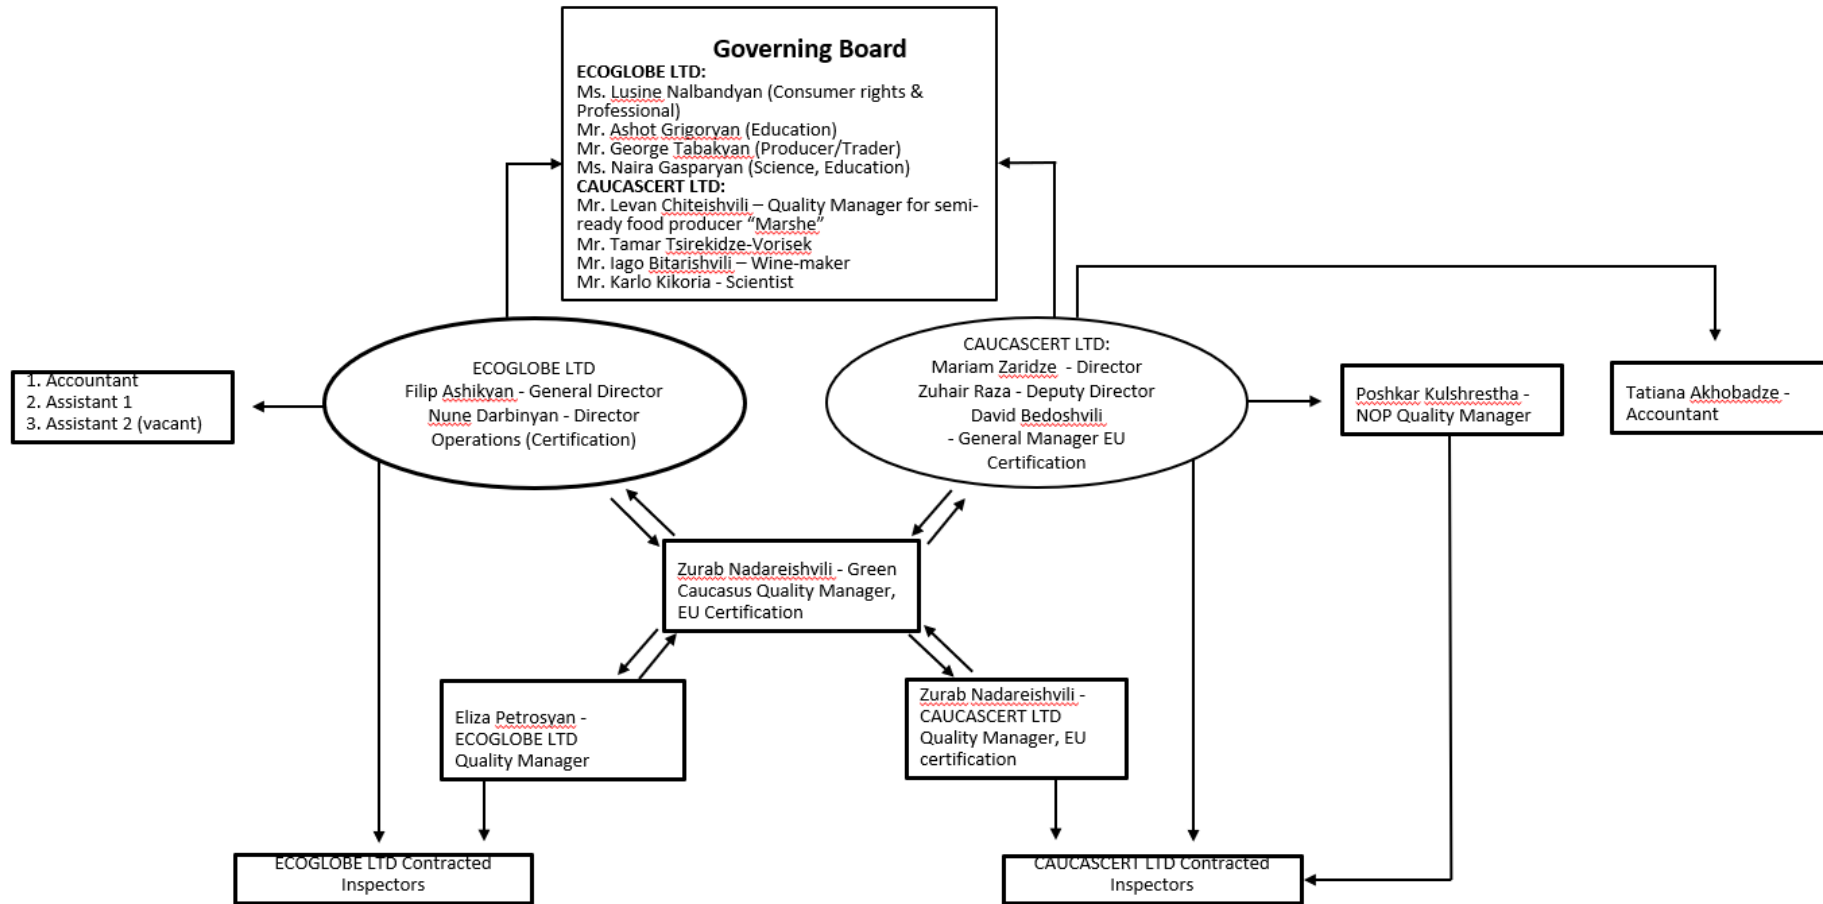 Governing Board
ECOGLOBE LTD:
Ms. Lusine Nalbandyan (Consumer rights &
Professional)
Mr. Ashot Grigoryan (Education)
Mr. George Tabakyan (Producer/Trader)
Ms. Naira Gasparyan (Science, Education)
CAUCASCERT LTD:
Mr. Levan Chiteishvili – Quality Manager for semi-
ready food producer “Marshe”
Mr. Tamar Tsirekidze-Vorisek
Mr. Iago Bitarishvili – Wine-maker
Mr. Karlo Kikoria - Scientist
1. Accountant
2. Assistant 1
3. Assistant 2 (vacant)
ECOGLOBE LTD
Filip Ashikyan - General Director
Nune Darbinyan - Director
Operations (Certification)
CAUCASCERT LTD:
Mariam Zaridze - Director
Zuhair Raza - Deputy Director
David Bedoshvili
- General Manager EU
Certification
Poshkar Kulshrestha -
NOP Quality Manager
Tatiana Akhobadze -
Accountant
Zurab Nadareishvili - Green
Caucasus Quality Manager,
EU Certification
Eliza Petrosyan -
ECOGLOBE LTD
Quality Manager
Zurab Nadareishvili -
CAUCASCERT LTD
Quality Manager, EU
certification
ECOGLOBE LTD Contracted
Inspectors
CAUCASCERT LTD Contracted
Inspectors